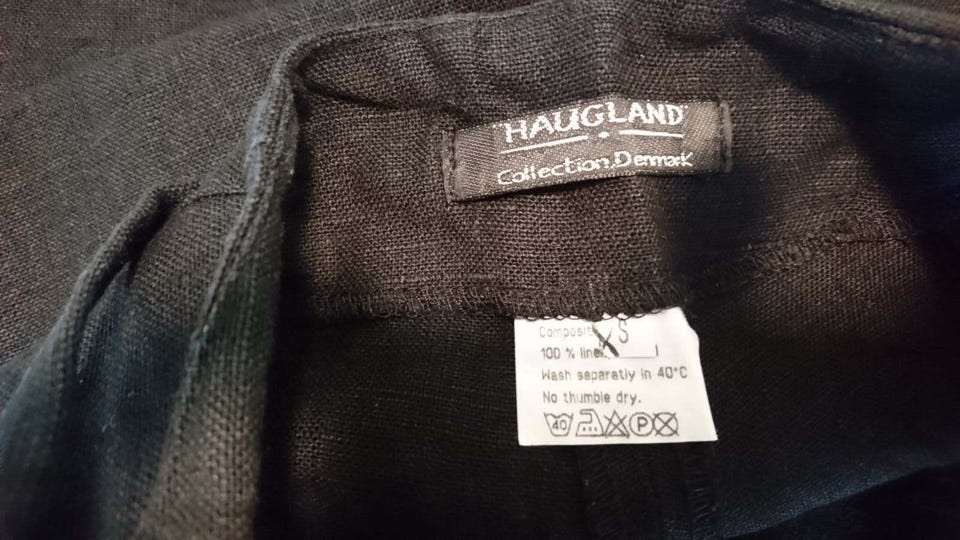 HAUGLAND
Collection, Denmark
XS
100 % linen
Wash separatly in 40°C
No thumble dry.
40 P